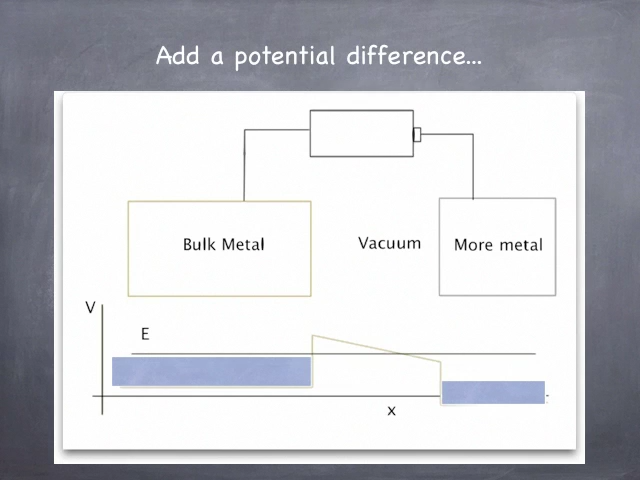 Add a potential difference...
Bulk Metal
Vacuum
More metal
V
E
x